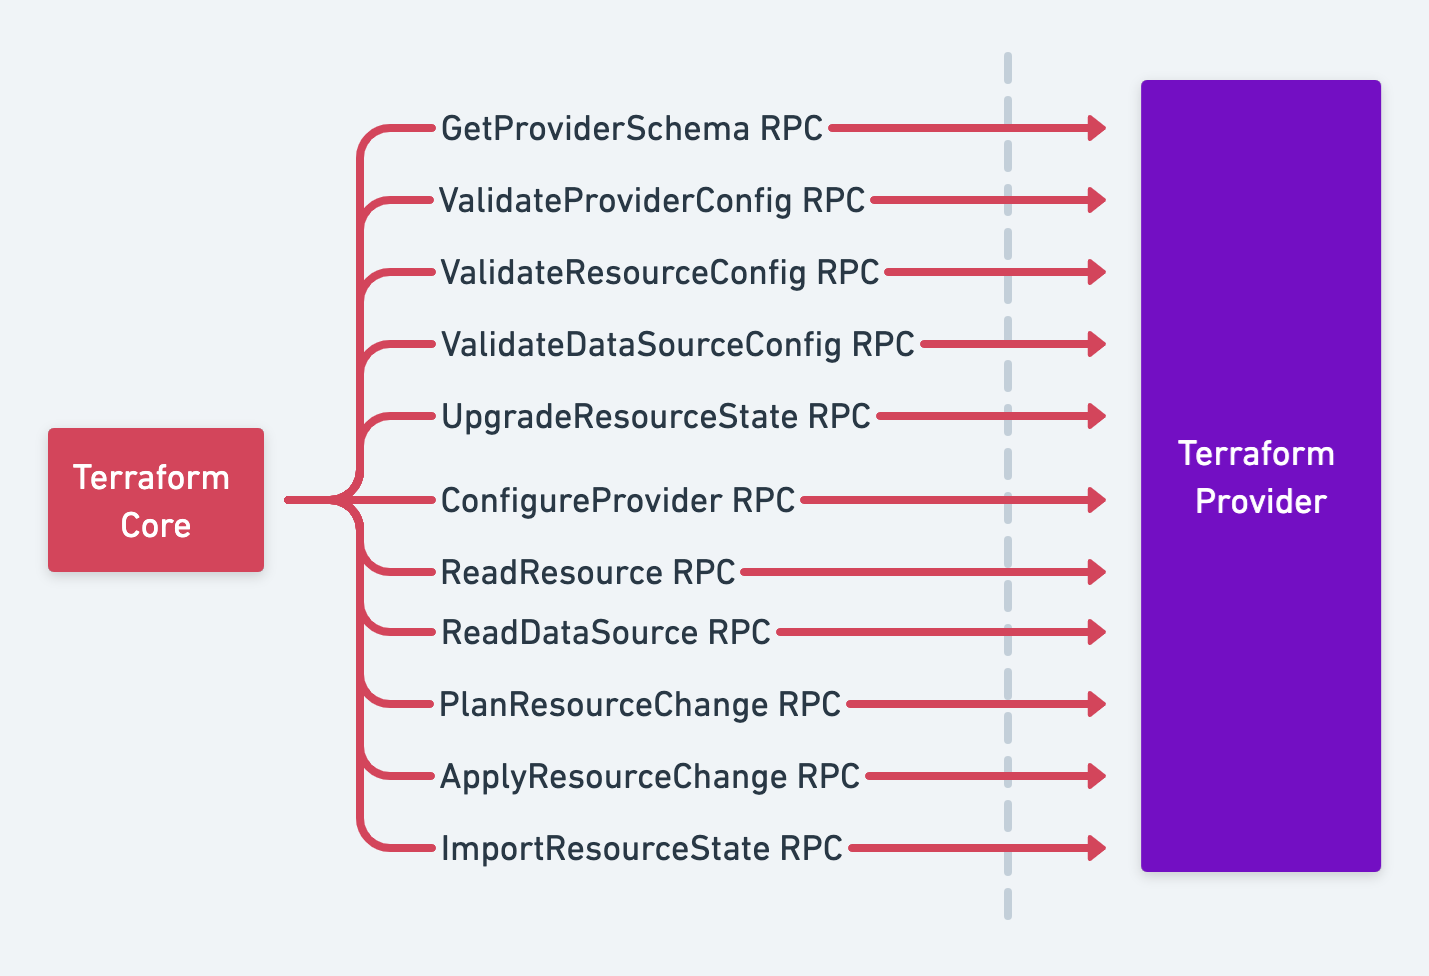 GetProviderSchema RPC
ValidateProviderConfig RPC
ValidateResourceConfig RPC
ValidateDataSourceConfig RPC
UpgradeResourceState RPC
Terraform
Core
ConfigureProvider RPC
ReadResource RPC
ReadDataSource RPC
PlanResourceChange RPC
ApplyResourceChange RPC
ImportResourceState RPC
Terraform
Provider